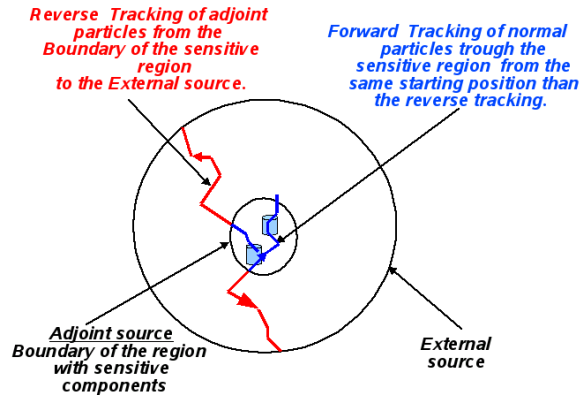 Reverse Tracking of adjoint
particles from the
Boundary of the sensitive
region
to the External source.
Forward Tracking of normal
particles trough the
sensitive region from the
same starting position than
the reverse tracking.
Adjoint source
Boundary of the region
with sensitive
components
External
source